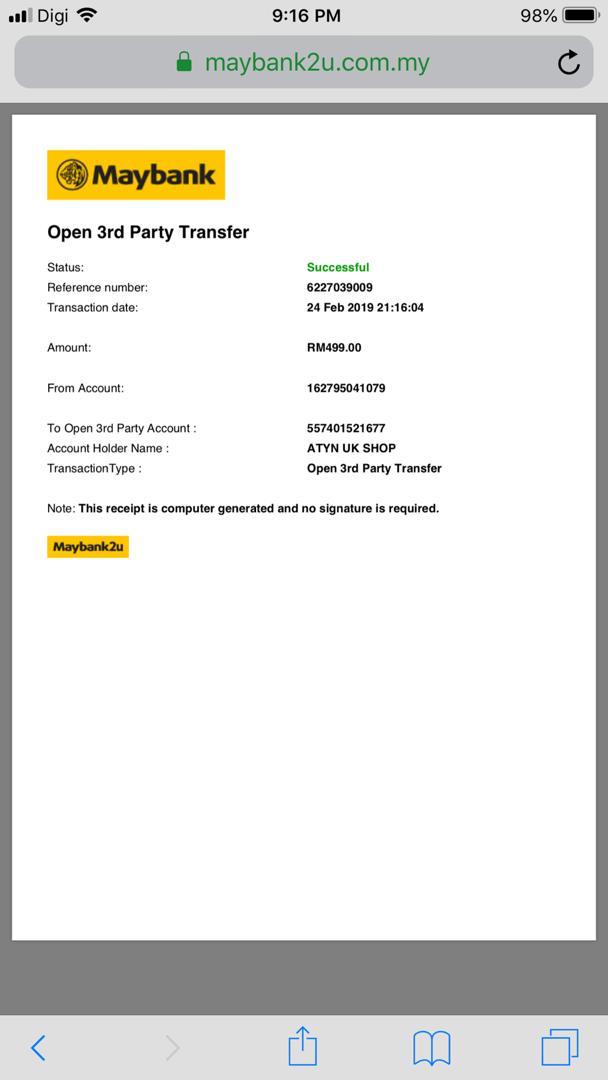 Digi 9:16 PM 98%
maybank2u.com.my
Maybank
Open 3rd Party Transfer
Status: Successful
Reference number: 6227039009
Transaction date: 24 Feb 2019 21:16:04
Amount: RM499.00
From Account: 162795041079
To Open 3rd Party Account : 557401521677
Account Holder Name : ATYN UK SHOP
TransactionType : Open 3rd Party Transfer
Note: This receipt is computer generated and no signature is required.
Maybank2u